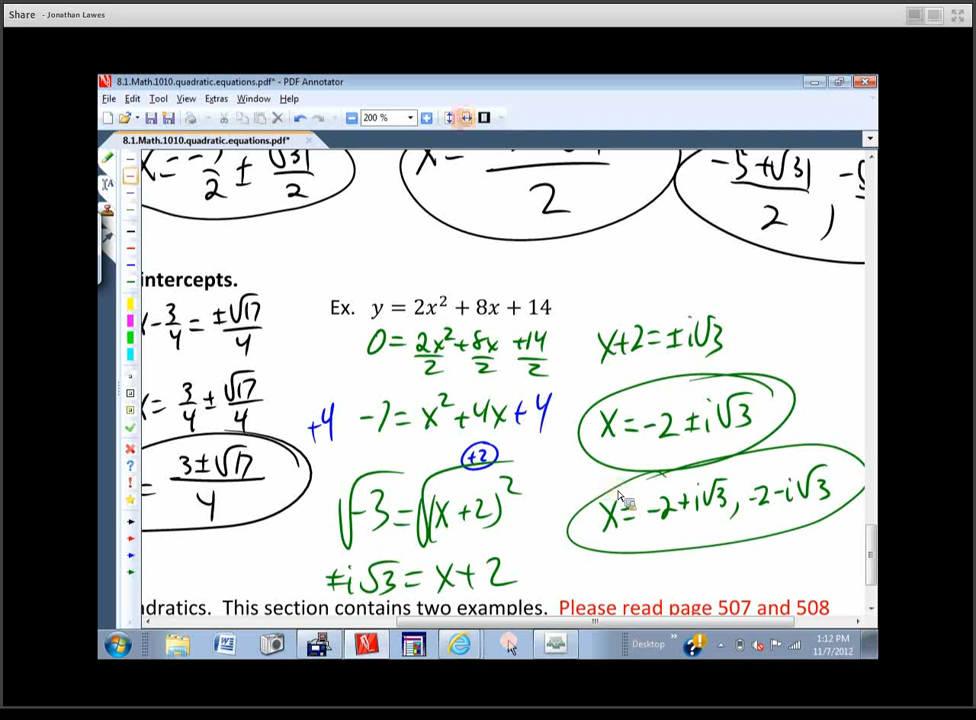 Share - Jonathan Lawes
8.1.Math.1010.quadratic.equations.pdf* - PDF Annotator
File Edit Tool View Extras Window Help
200 %
8.1.Math.1010.quadratic.equations.pdf*
± √31
2 2
x =
2
-5+√31
2 )
intercepts.
x - 3/4 = ±√17/4
x = 3/4 ± √17/4
= 3±√17
4
Ex. y = 2x² + 8x + 14
0 = 2x²/2 + 8x/2 + 14/2
+4 -7 = x² + 4x + 4
+2
√-3 = √(x+2)²
±i√3 = x+2
x+2 = ±i√3
x = -2 ± i√3
x = -2+i√3, -2-i√3
dratics. This section contains two examples. Please read page 507 and 508
Desktop
1:12 PM
11/7/2012